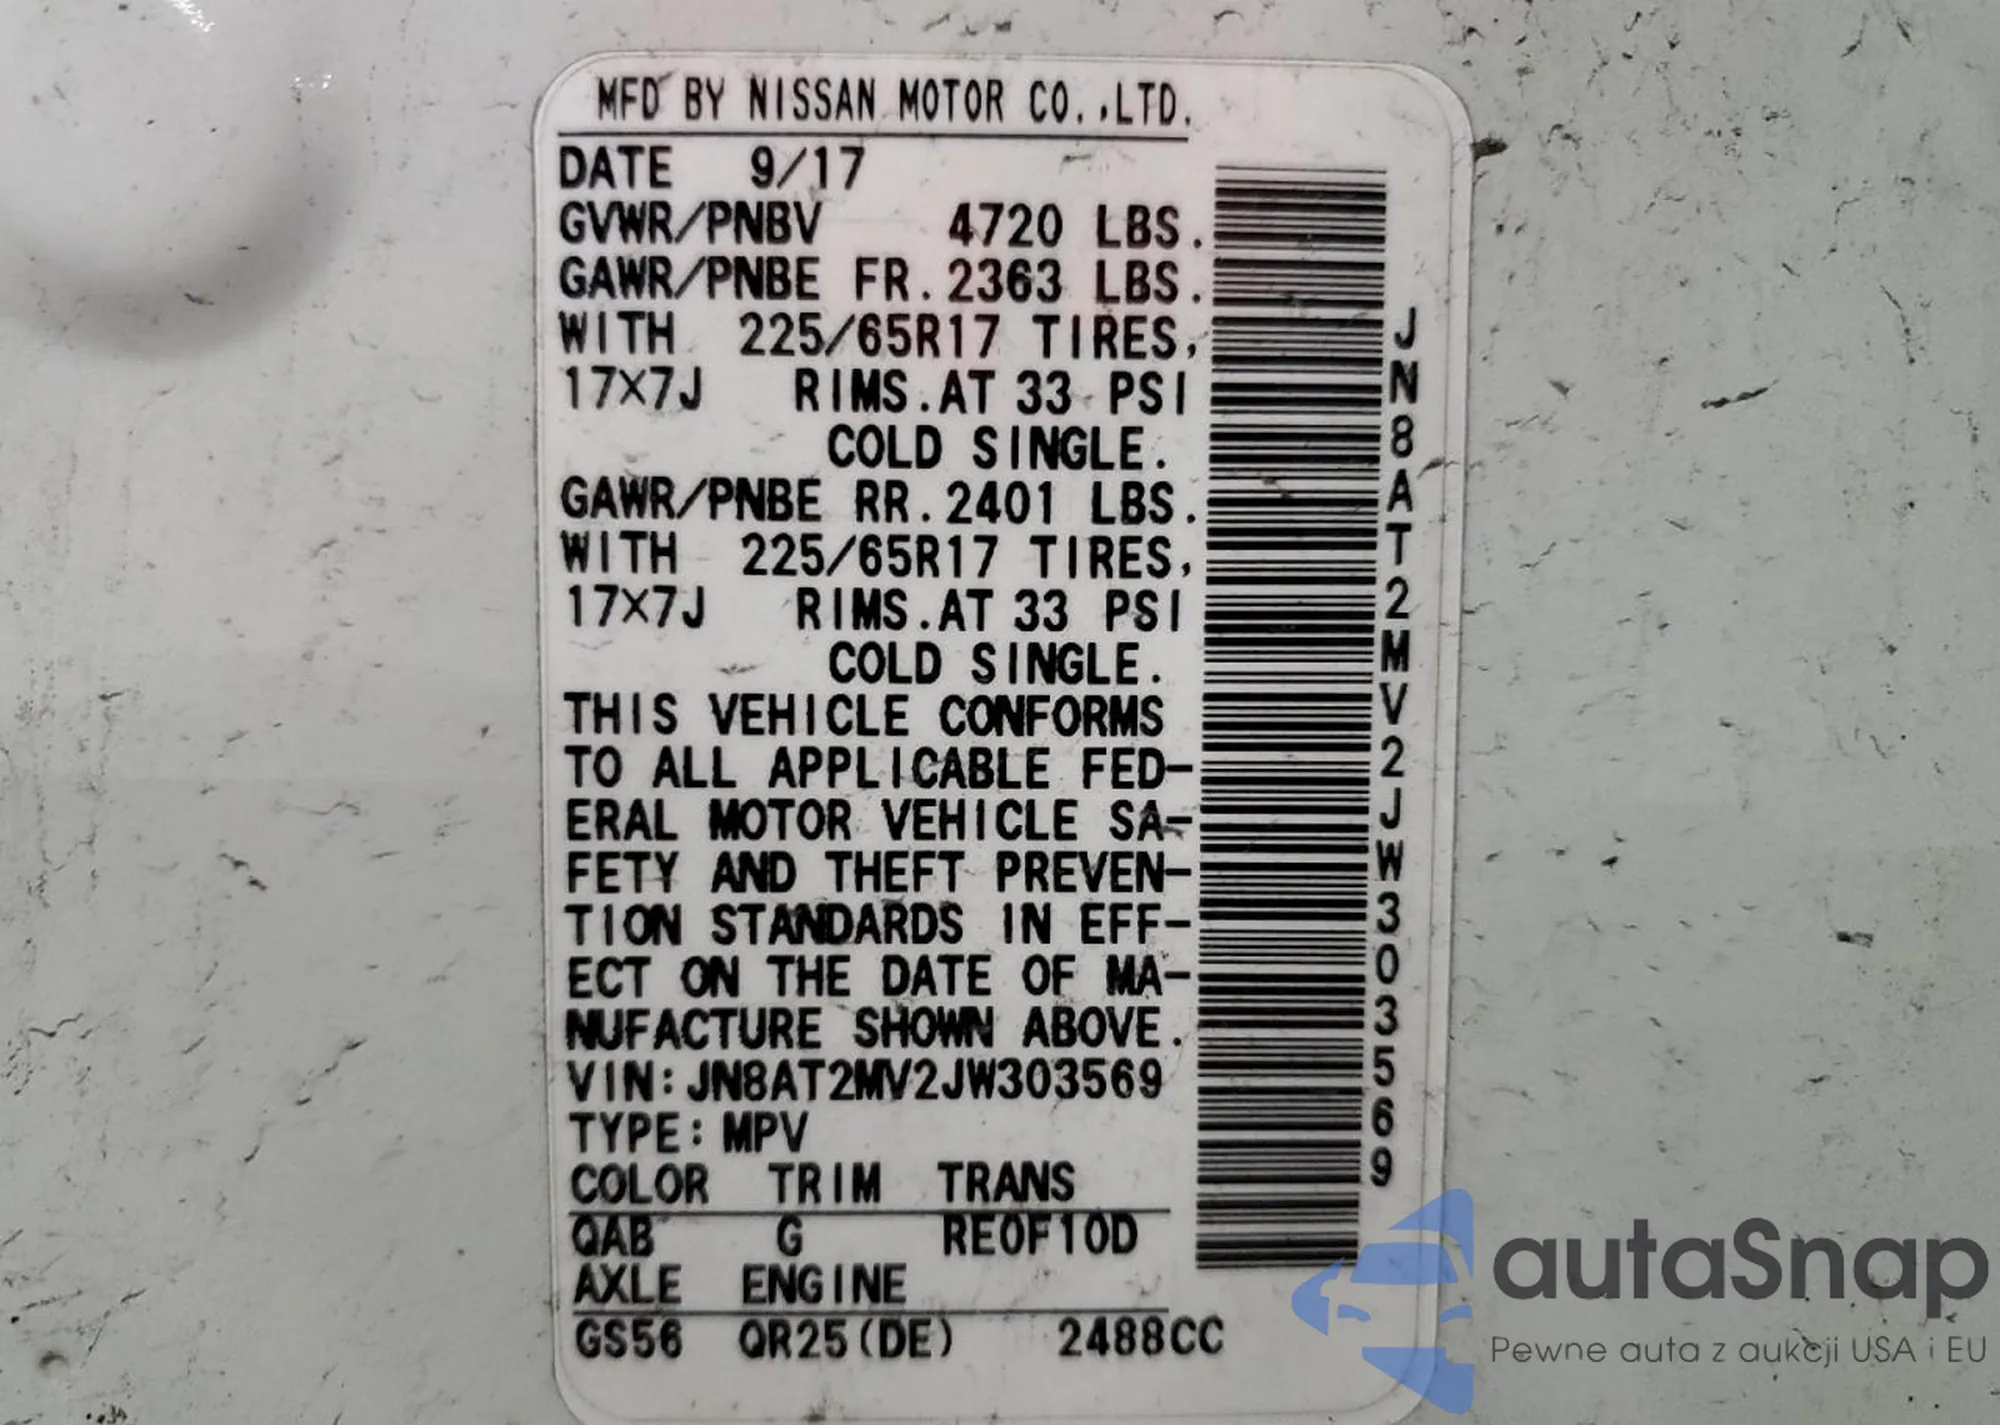 MFD BY NISSAN MOTOR CO.,LTD.
DATE 9/17
GVWR/PNBV 4720 LBS.
GAWR/PNBE FR.2363 LBS.
WITH 225/65R17 TIRES,
17X7J RIMS.AT 33 PSI
COLD SINGLE.
GAWR/PNBE RR.2401 LBS.
WITH 225/65R17 TIRES,
17X7J RIMS.AT 33 PSI
COLD SINGLE.
THIS VEHICLE CONFORMS
TO ALL APPLICABLE FED-
ERAL MOTOR VEHICLE SA-
FETY AND THEFT PREVEN-
TION STANDARDS IN EFF-
ECT ON THE DATE OF MA-
NUFACTURE SHOWN ABOVE.
VIN:JN8AT2MV2JW303569
TYPE:MPV
COLOR TRIM TRANS
QAB G RE0F10D
AXLE ENGINE
GS56 QR25(DE) 2488CC
JN8AT2MV2JW303569
autaSnap
Pewne auta z aukcji USA i EU